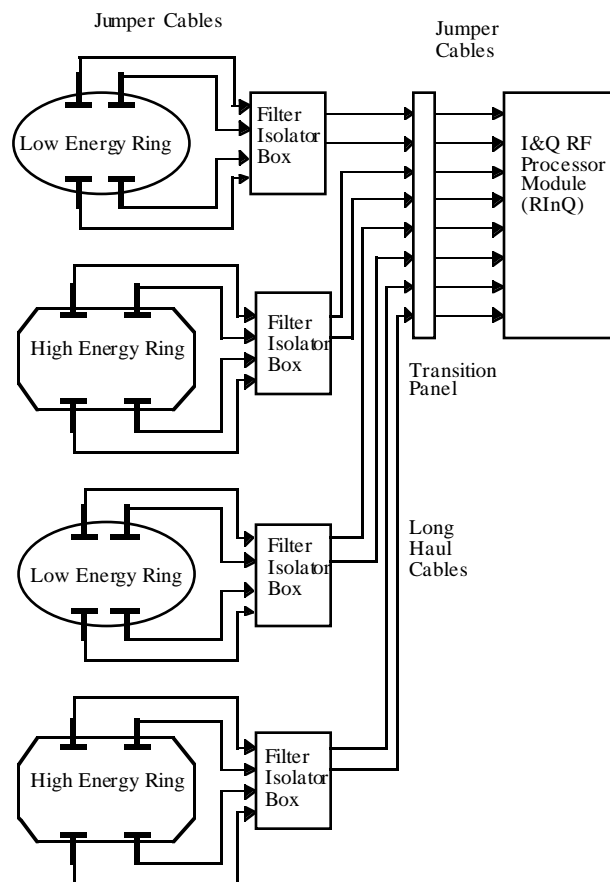 Jumper Cables
Jumper
Cables
Low Energy Ring
Filter
Isolator
Box
I&Q RF
Processor
Module
(RInQ)
High Energy Ring
Filter
Isolator
Box
Transition
Panel
Low Energy Ring
Filter
Isolator
Box
Long
Haul
Cables
High Energy Ring
Filter
Isolator
Box